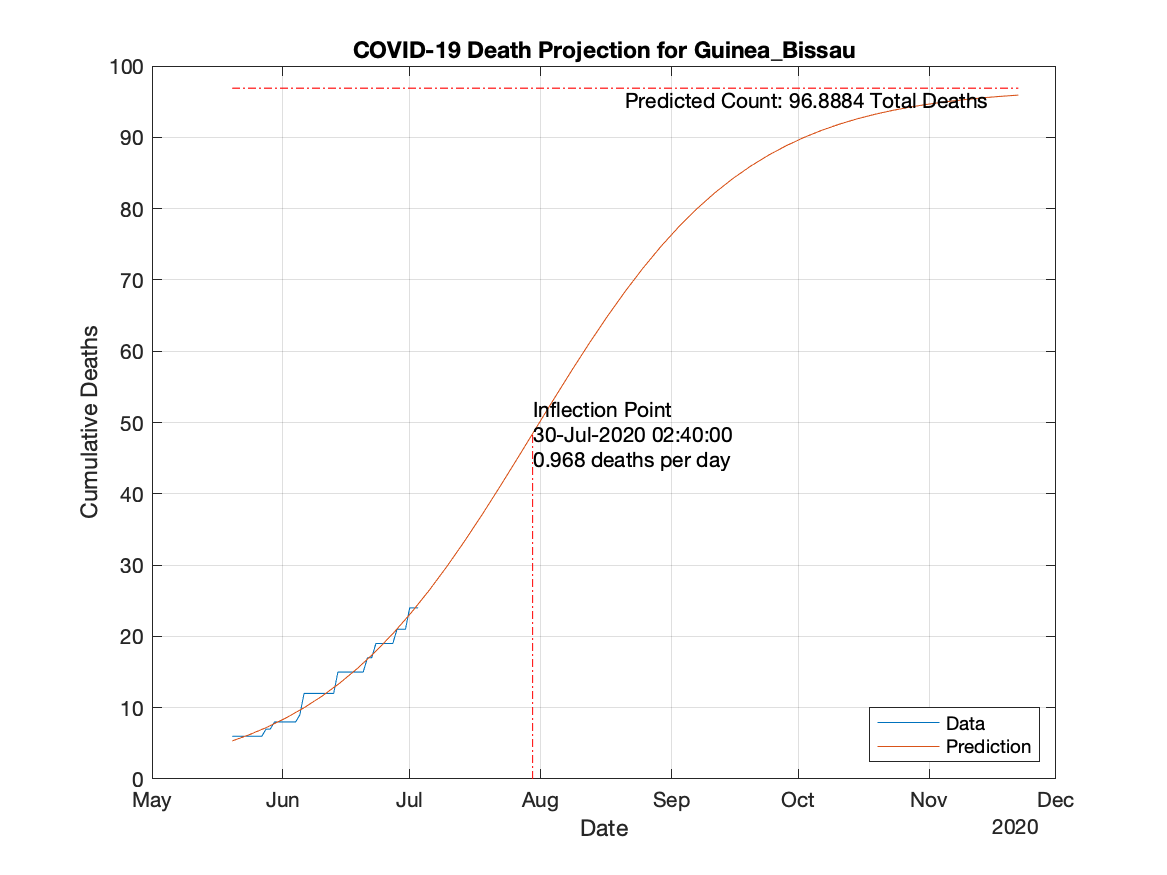 COVID-19 Death Projection for Guinea_Bissau
100
Predicted Count: 96.8884 Total Deaths
90
80
70
60
Inflection Point
50
30-Jul-2020 02:40:00
0.968 deaths per day
40
30
20
10
0
Cumulative Deaths
Data
Prediction
May Jun Jul Aug Sep Oct Nov Dec
Date
2020